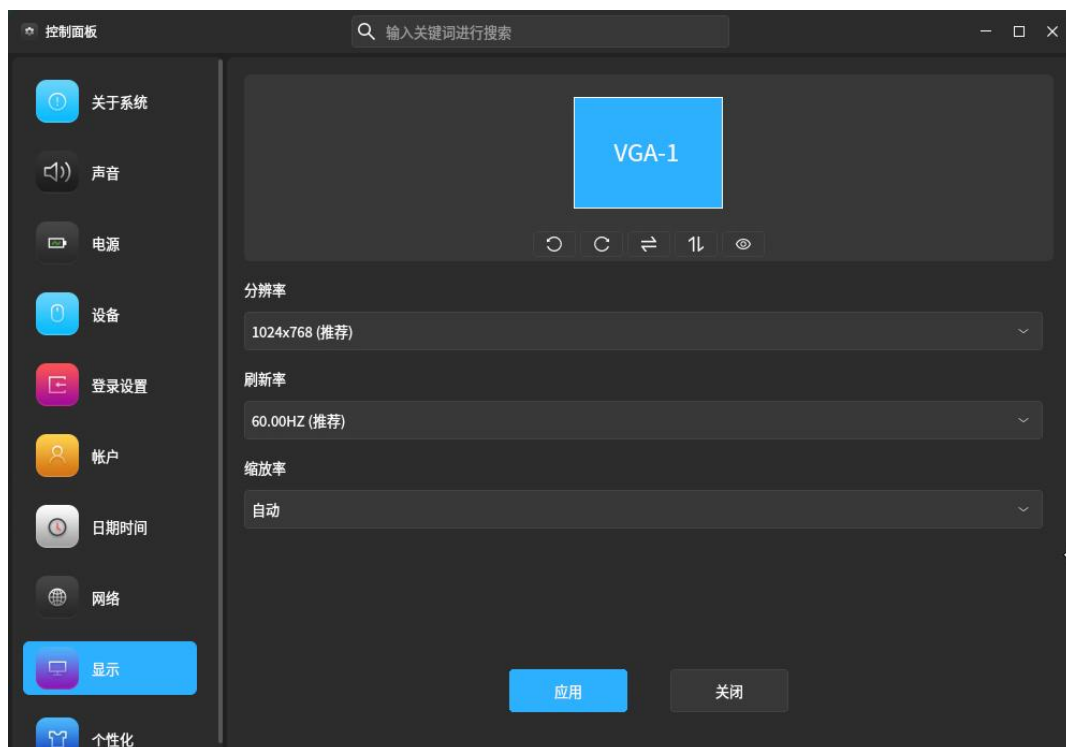 控制面板
输入关键词进行搜索
关于系统
声音
电源
设备
登录设置
帐户
日期时间
网络
显示
个性化
VGA-1
分辨率
1024x768 (推荐)
刷新率
60.00HZ (推荐)
缩放率
自动
应用
关闭